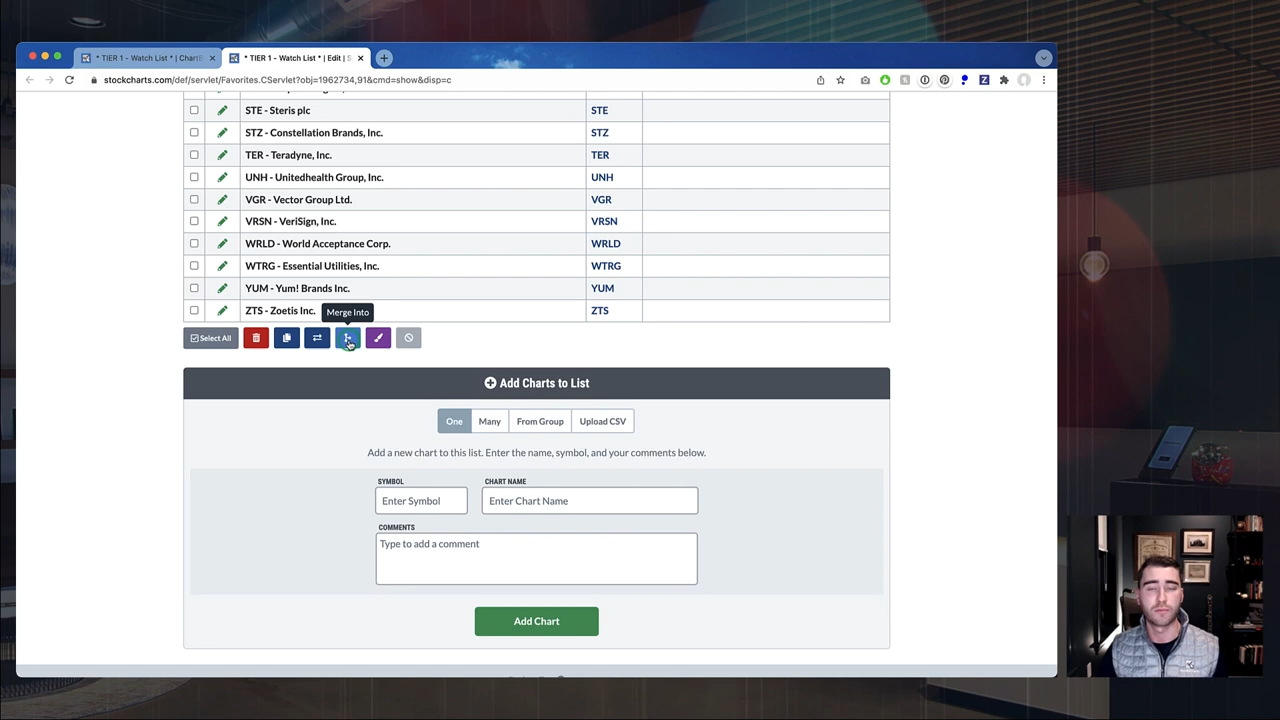 * TIER 1 - Watch List * | ChartL
* TIER 1 - Watch List * | Edit | S
stockcharts.com/def/servlet/Favorites.CServlet?obj=1962734,91&cmd=show&disp=c
STE - Steris plc STE
STZ - Constellation Brands, Inc. STZ
TER - Teradyne, Inc. TER
UNH - Unitedhealth Group, Inc. UNH
VGR - Vector Group Ltd. VGR
VRSN - VeriSign, Inc. VRSN
WRLD - World Acceptance Corp. WRLD
WTRG - Essential Utilities, Inc. WTRG
YUM - Yum! Brands Inc. YUM
ZTS - Zoetis Inc. ZTS
Merge Into
Select All
Add Charts to List
One Many From Group Upload CSV
Add a new chart to this list. Enter the name, symbol, and your comments below.
SYMBOL CHART NAME
Enter Symbol Enter Chart Name
COMMENTS
Type to add a comment
Add Chart